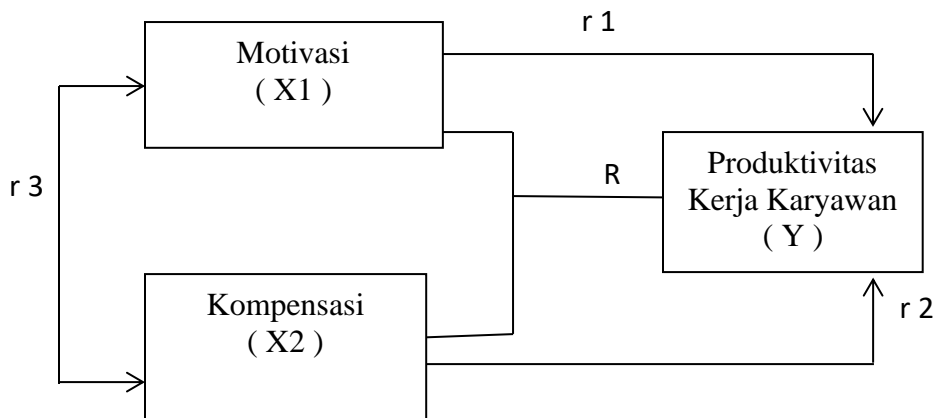 r 1
Motivasi
( X1 )
r 3
R
Produktivitas
Kerja Karyawan
( Y )
Kompensasi
( X2 )
r 2